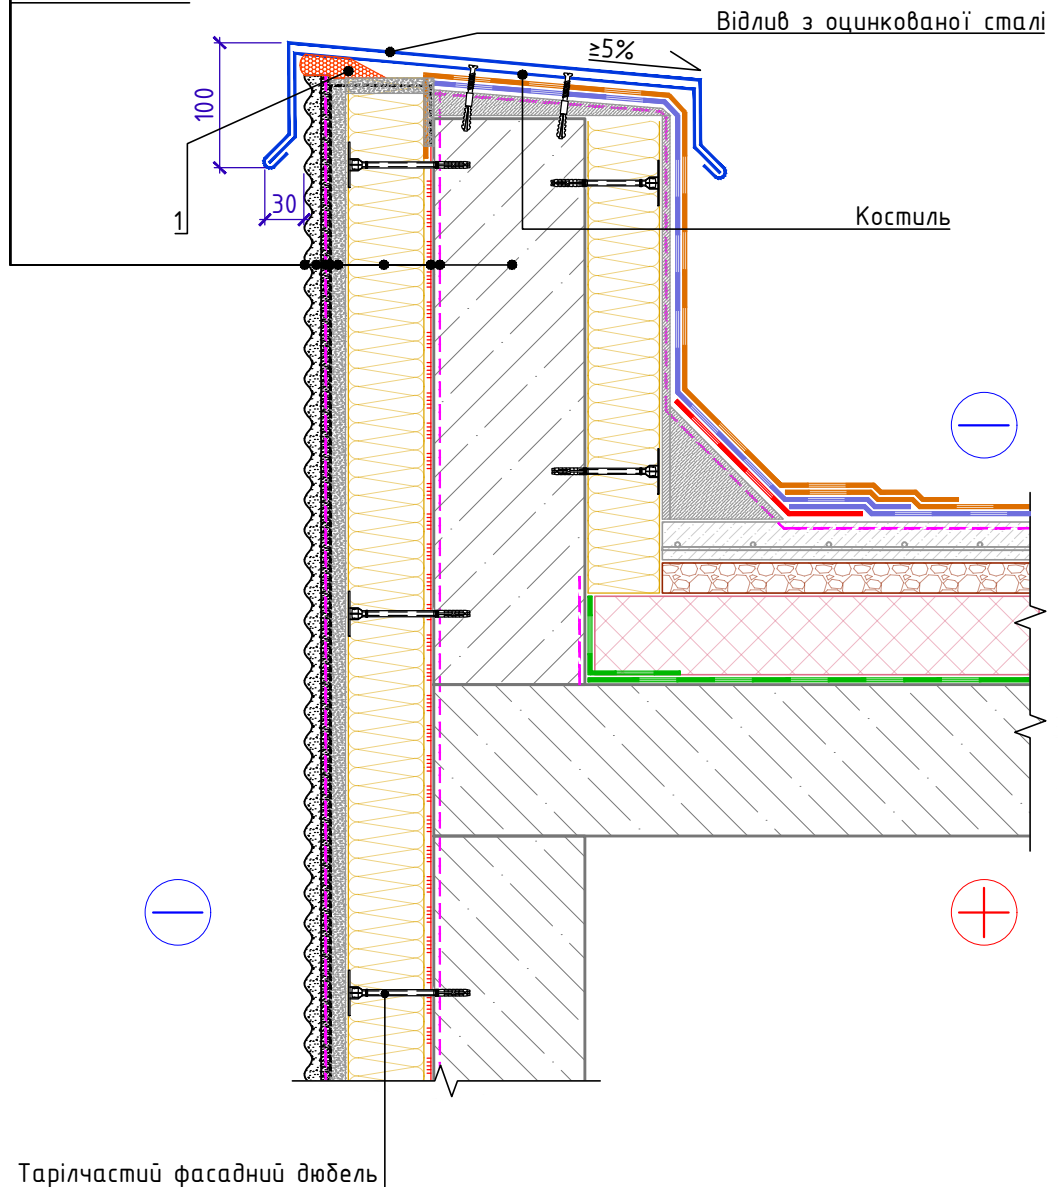 Відлив з оцинкованої сталі
≥5%
100
30
1
Костиль
Тарілчастий фасадний дюбель